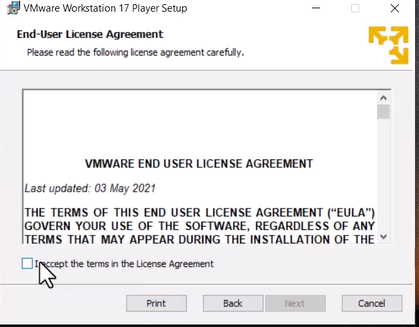 VMware Workstation 17 Player Setup
End-User License Agreement
Please read the following license agreement carefully.
VMWARE END USER LICENSE AGREEMENT
Last updated: 03 May 2021
THE TERMS OF THIS END USER LICENSE AGREEMENT (“EULA”)
GOVERN YOUR USE OF THE SOFTWARE, REGARDLESS OF ANY
TERMS THAT MAY APPEAR DURING THE INSTALLATION OF THE
I accept the terms in the License Agreement
Print
Back
Next
Cancel